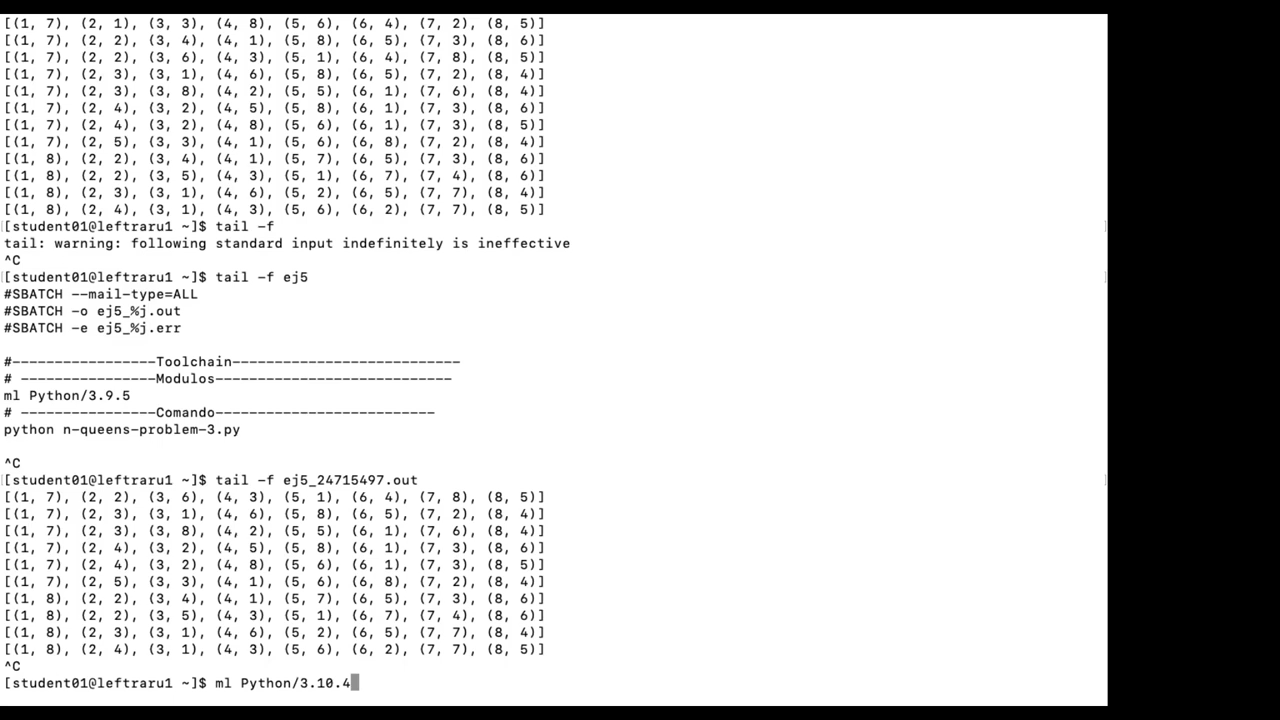 [(1, 7), (2, 1), (3, 3), (4, 8), (5, 6), (6, 4), (7, 2), (8, 5)]
[(1, 7), (2, 2), (3, 4), (4, 1), (5, 8), (6, 5), (7, 3), (8, 6)]
[(1, 7), (2, 2), (3, 6), (4, 3), (5, 1), (6, 4), (7, 8), (8, 5)]
[(1, 7), (2, 3), (3, 1), (4, 6), (5, 8), (6, 5), (7, 2), (8, 4)]
[(1, 7), (2, 3), (3, 8), (4, 2), (5, 5), (6, 1), (7, 6), (8, 4)]
[(1, 7), (2, 4), (3, 2), (4, 5), (5, 8), (6, 1), (7, 3), (8, 6)]
[(1, 7), (2, 4), (3, 2), (4, 8), (5, 6), (6, 1), (7, 3), (8, 5)]
[(1, 7), (2, 5), (3, 3), (4, 1), (5, 6), (6, 8), (7, 2), (8, 4)]
[(1, 8), (2, 2), (3, 4), (4, 1), (5, 7), (6, 5), (7, 3), (8, 6)]
[(1, 8), (2, 2), (3, 5), (4, 3), (5, 1), (6, 7), (7, 4), (8, 6)]
[(1, 8), (2, 3), (3, 1), (4, 6), (5, 2), (6, 5), (7, 7), (8, 4)]
[(1, 8), (2, 4), (3, 1), (4, 3), (5, 6), (6, 2), (7, 7), (8, 5)]
[student01@leftraru1 ~]$ tail -f
tail: warning: following standard input indefinitely is ineffective
^C
[student01@leftraru1 ~]$ tail -f ej5
#SBATCH --mail-type=ALL
#SBATCH -o ej5_%j.out
#SBATCH -e ej5_%j.err
#-----------------Toolchain---------------------------
# ----------------Modulos----------------------------
ml Python/3.9.5
# ----------------Comando--------------------------
python n-queens-problem-3.py
^C
[student01@leftraru1 ~]$ tail -f ej5_24715497.out
[(1, 7), (2, 2), (3, 6), (4, 3), (5, 1), (6, 4), (7, 8), (8, 5)]
[(1, 7), (2, 3), (3, 1), (4, 6), (5, 8), (6, 5), (7, 2), (8, 4)]
[(1, 7), (2, 3), (3, 8), (4, 2), (5, 5), (6, 1), (7, 6), (8, 4)]
[(1, 7), (2, 4), (3, 2), (4, 5), (5, 8), (6, 1), (7, 3), (8, 6)]
[(1, 7), (2, 4), (3, 2), (4, 8), (5, 6), (6, 1), (7, 3), (8, 5)]
[(1, 7), (2, 5), (3, 3), (4, 1), (5, 6), (6, 8), (7, 2), (8, 4)]
[(1, 8), (2, 2), (3, 4), (4, 1), (5, 7), (6, 5), (7, 3), (8, 6)]
[(1, 8), (2, 2), (3, 5), (4, 3), (5, 1), (6, 7), (7, 4), (8, 6)]
[(1, 8), (2, 3), (3, 1), (4, 6), (5, 2), (6, 5), (7, 7), (8, 4)]
[(1, 8), (2, 4), (3, 1), (4, 3), (5, 6), (6, 2), (7, 7), (8, 5)]
^C
[student01@leftraru1 ~]$ ml Python/3.10.4